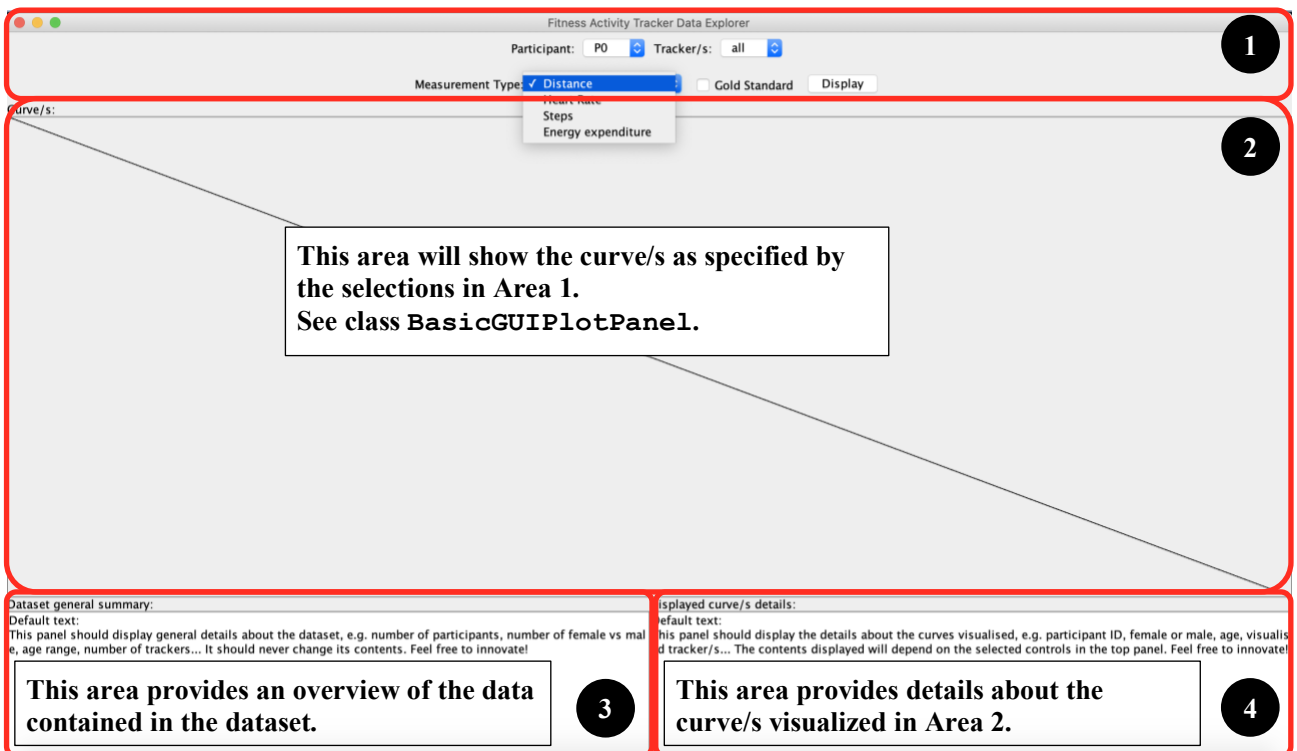 Fitness Activity Tracker Data Explorer
1
Participant: P0 Tracker/s: all
Measurement Type: ✓ Distance Gold Standard Display
Heart Rate
Steps
Energy expenditure
Curve/s:
2
This area will show the curve/s as specified by
the selections in Area 1.
See class BasicGUIPlotPanel.
Dataset general summary:
Default text:
This panel should display general details about the dataset, e.g. number of participants, number of female vs mal
e, age range, number of trackers... It should never change its contents. Feel free to innovate!
This area provides an overview of the data
contained in the dataset.
3
isplayed curve/s details:
efault text:
his panel should display the details about the curves visualised, e.g. participant ID, female or male, age, visualis
d tracker/s... The contents displayed will depend on the selected controls in the top panel. Feel free to innovate!
This area provides details about the
curve/s visualized in Area 2.
4